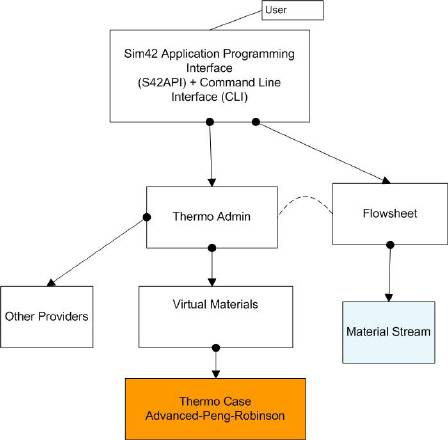 User
Sim42 Application Programming
Interface
(S42API) + Command Line
Interface (CLI)
Thermo Admin
Flowsheet
Other Providers
Virtual Materials
Material Stream
Thermo Case
Advanced-Peng-Robinson